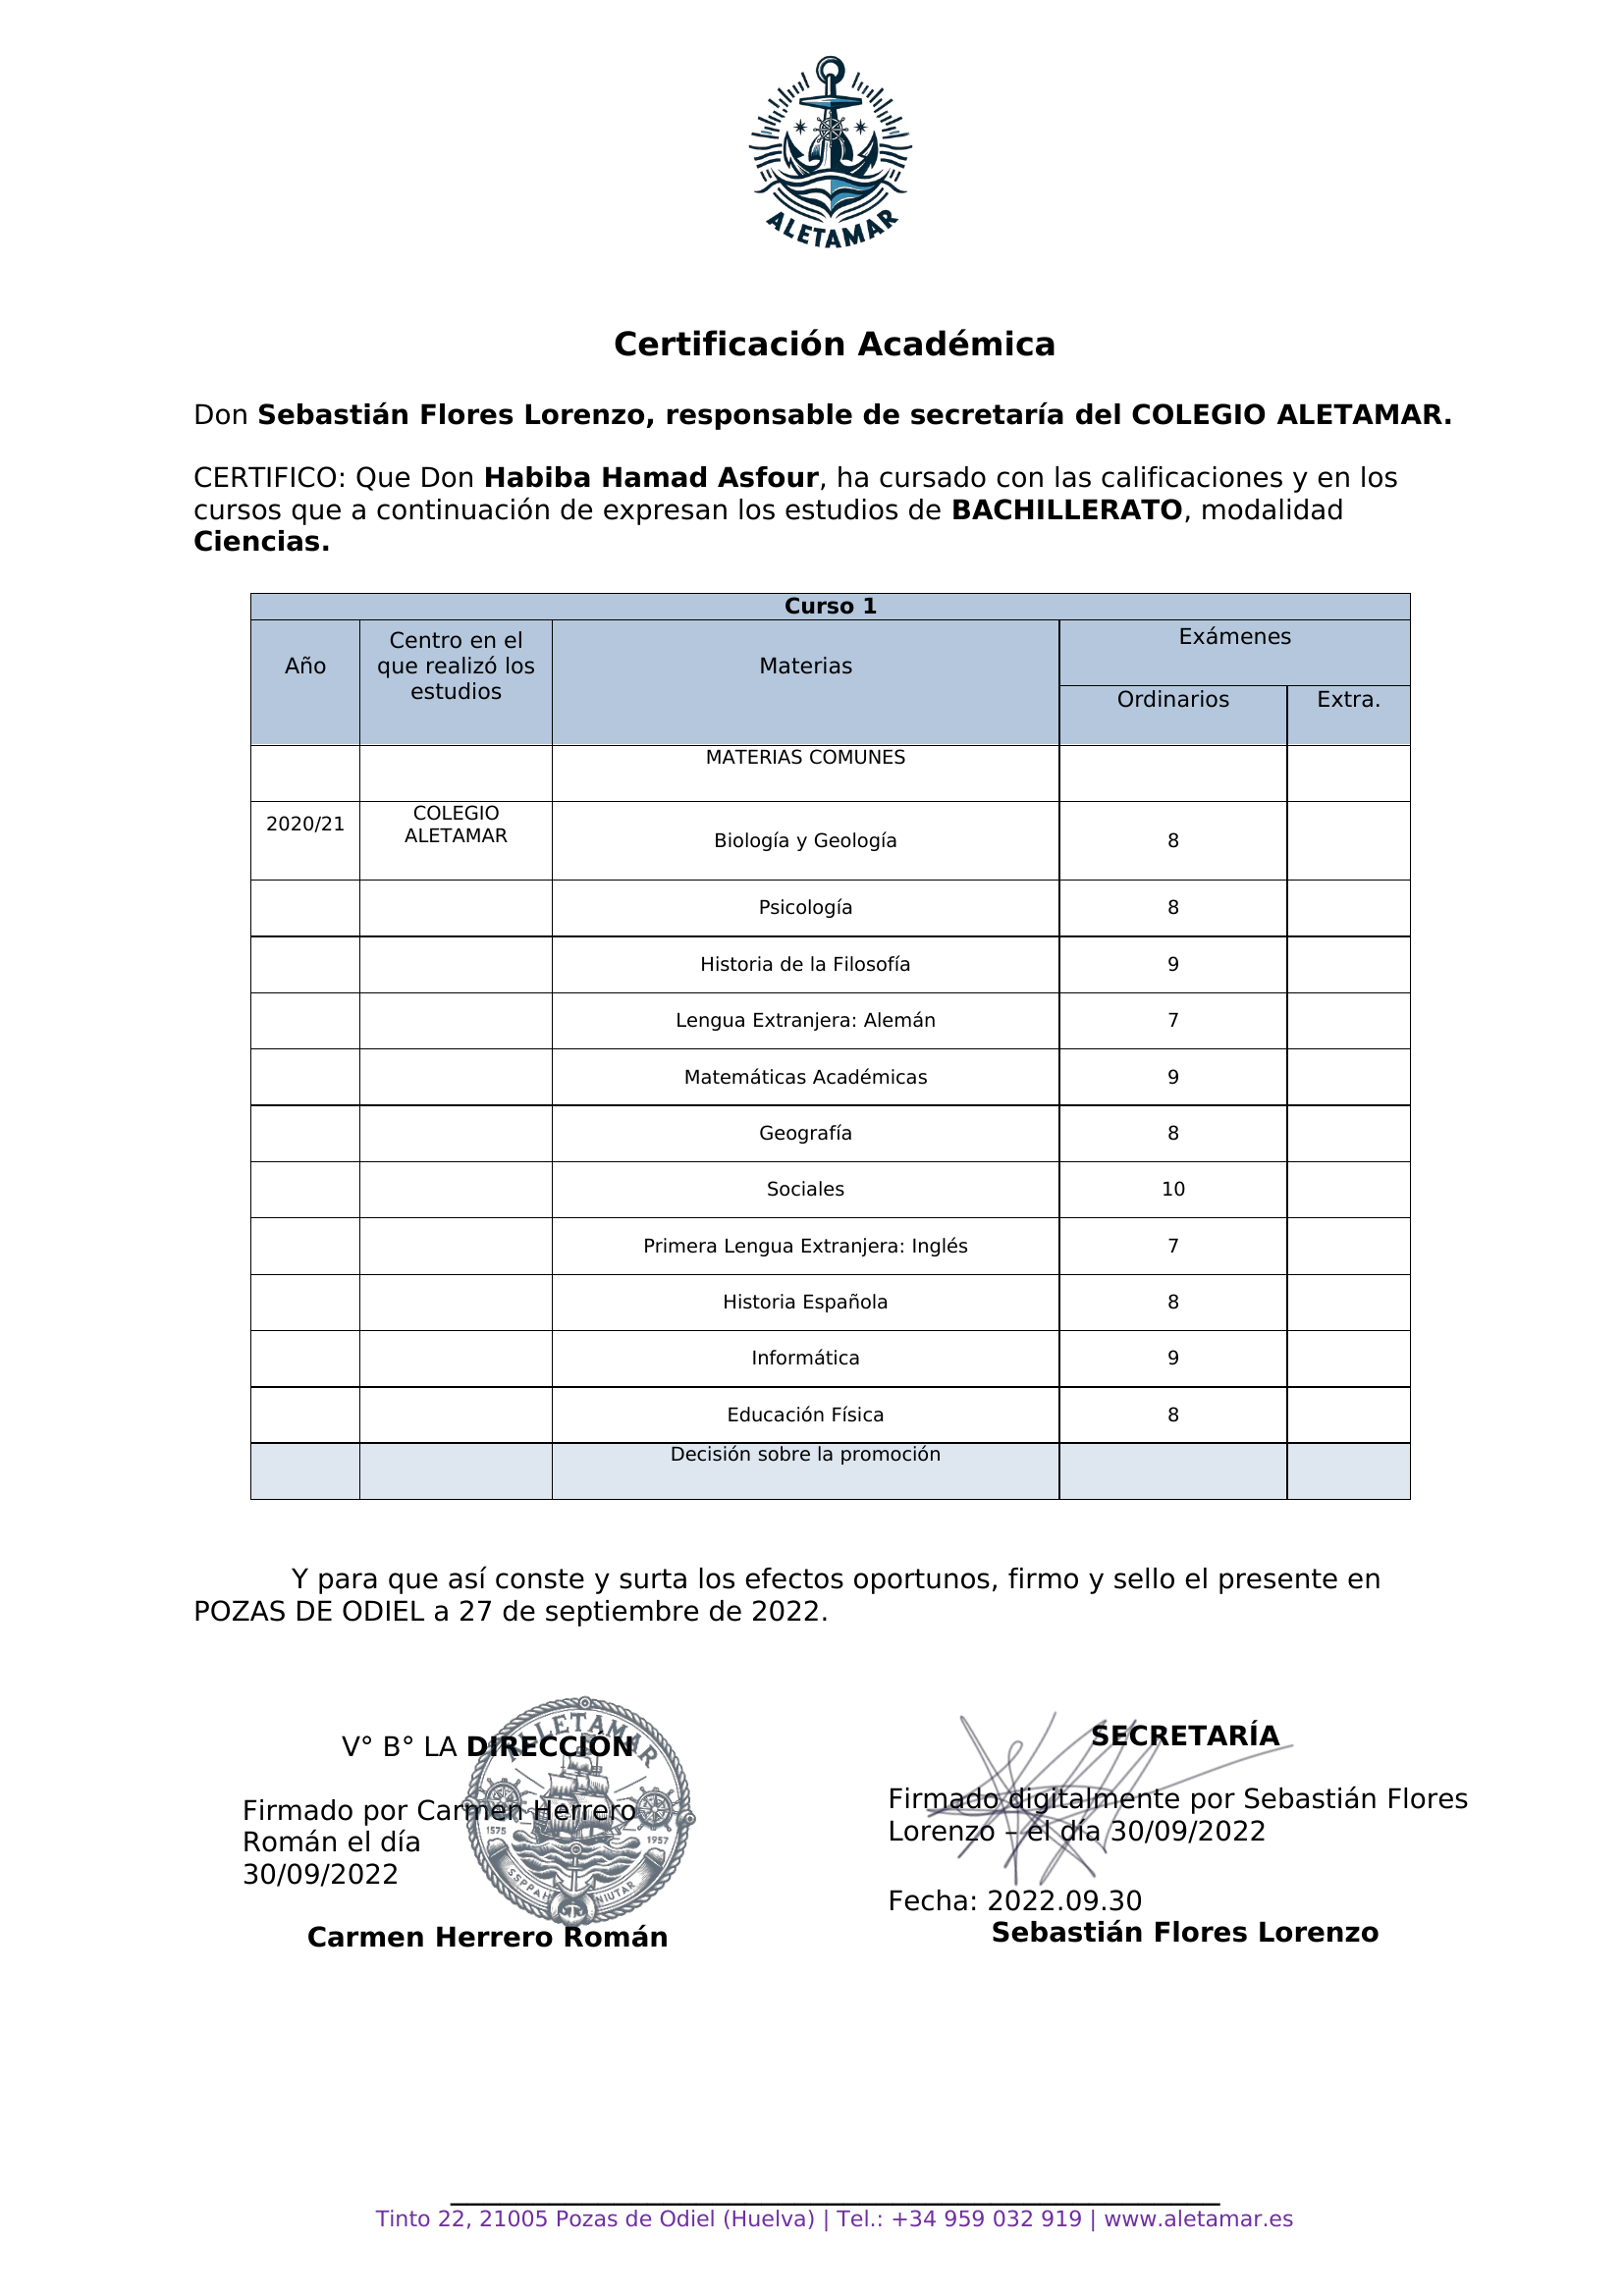 ALETAMAR
Certificación Académica
Don Sebastián Flores Lorenzo, responsable de secretaría del COLEGIO ALETAMAR.
CERTIFICO: Que Don Habiba Hamad Asfour, ha cursado con las calificaciones y en los
cursos que a continuación de expresan los estudios de BACHILLERATO, modalidad
Ciencias.
Curso 1
Año
Centro en el
que realizó los
estudios
Materias
Exámenes
Ordinarios
Extra.
MATERIAS COMUNES
2020/21
COLEGIO
ALETAMAR
Biología y Geología
8
Psicología
8
Historia de la Filosofía
9
Lengua Extranjera: Alemán
7
Matemáticas Académicas
9
Geografía
8
Sociales
10
Primera Lengua Extranjera: Inglés
7
Historia Española
8
Informática
9
Educación Física
8
Decisión sobre la promoción
Y para que así conste y surta los efectos oportunos, firmo y sello el presente en
POZAS DE ODIEL a 27 de septiembre de 2022.
V° B° LA DIRECCIÓN
Firmado por Carmen Herrero
Román el día
30/09/2022
Carmen Herrero Román
ALLETAMAR
1575
1957
SSPPAH
NIUTAR
SECRETARÍA
Firmado digitalmente por Sebastián Flores
Lorenzo – el día 30/09/2022
Fecha: 2022.09.30
Sebastián Flores Lorenzo
Tinto 22, 21005 Pozas de Odiel (Huelva) | Tel.: +34 959 032 919 | www.aletamar.es